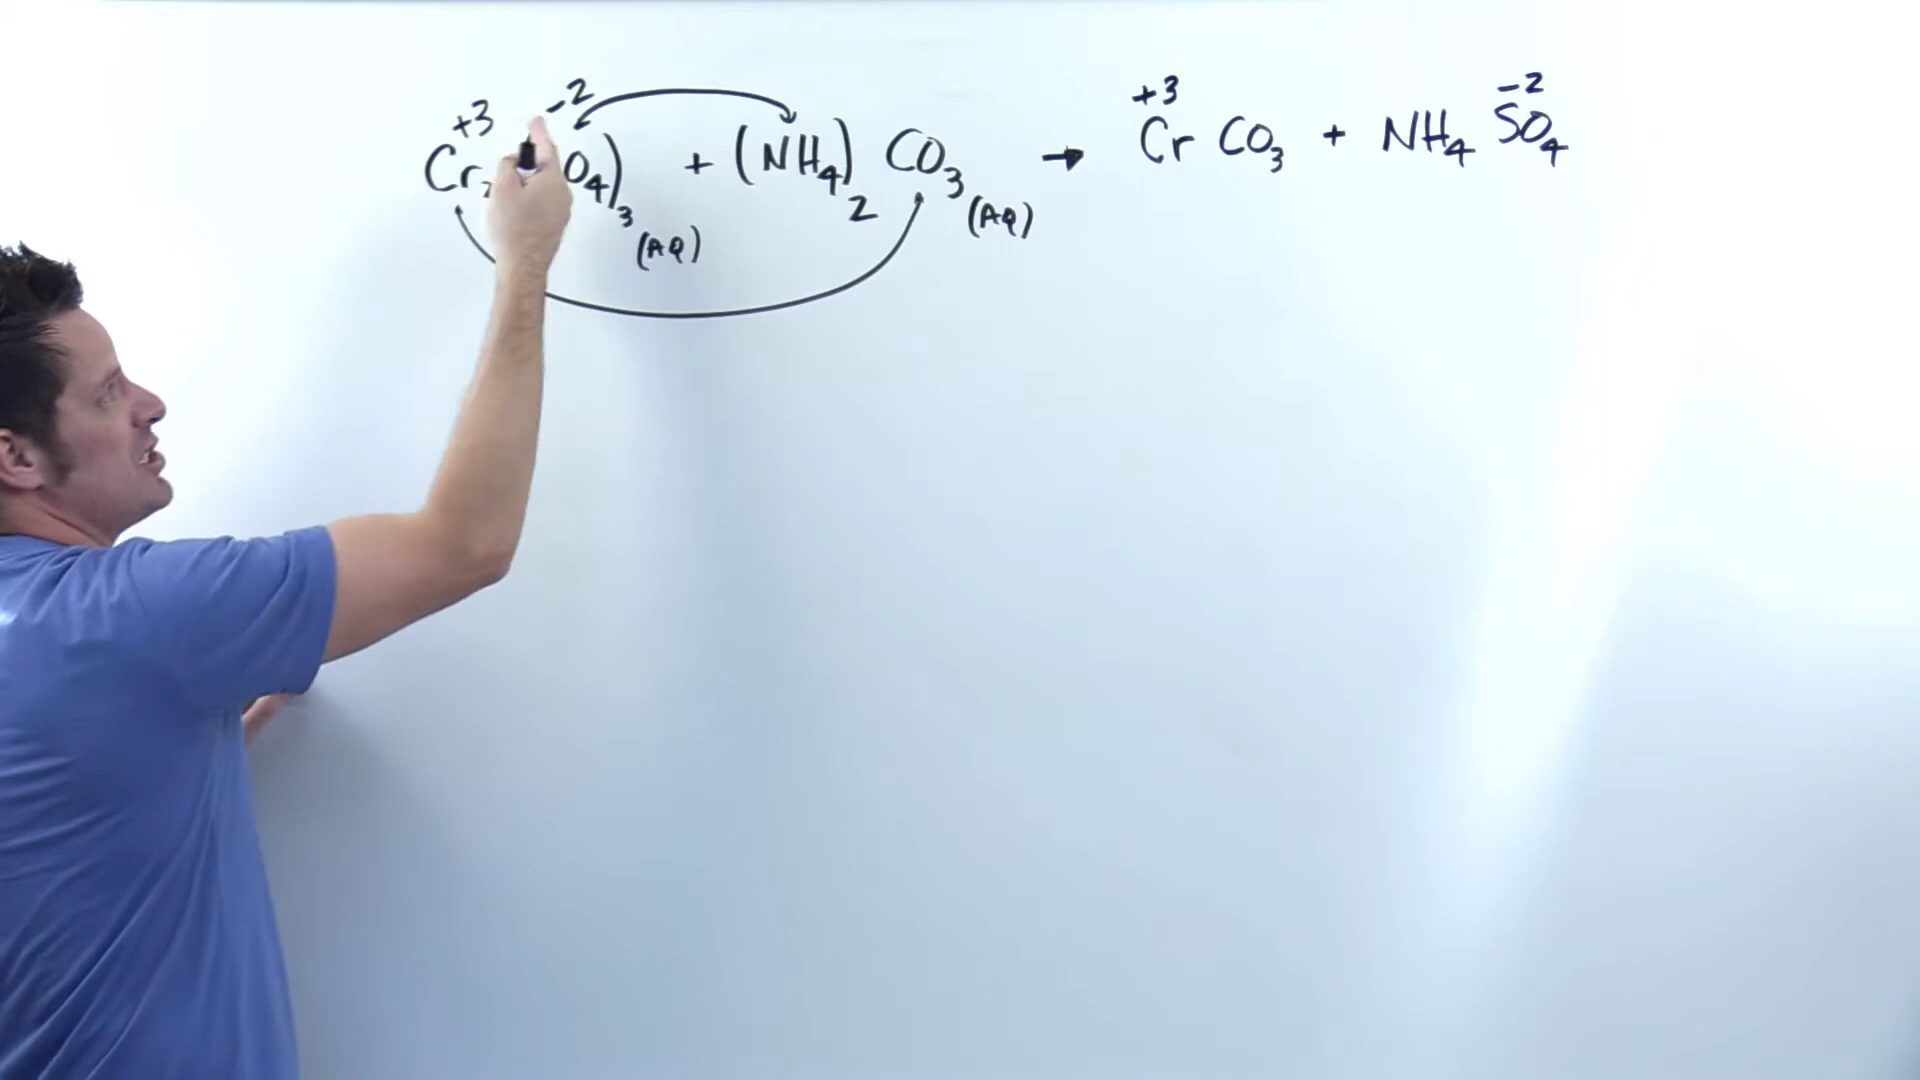 +3 -2 +3 -2
Cr₂ O₄)₃ (AQ) + (NH₄)₂ CO₃ (AQ) → Cr CO₃ + NH₄ SO₄